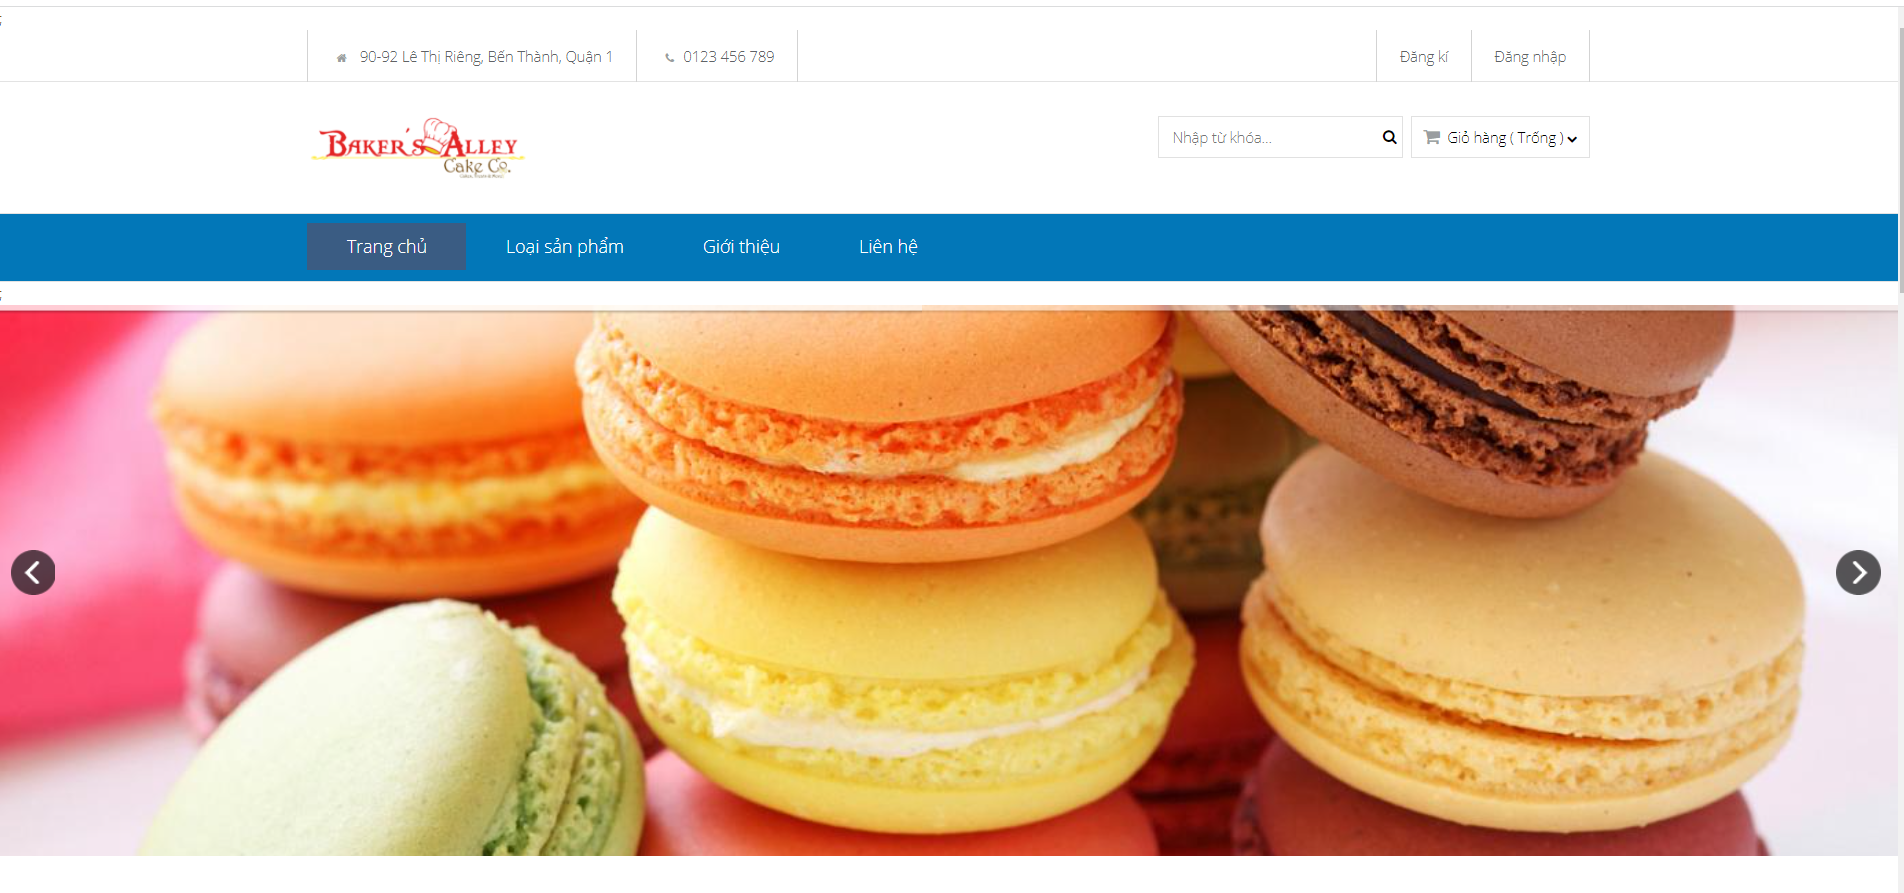 ;
90-92 Lê Thị Riêng, Bến Thành, Quận 1
0123 456 789
Đăng kí
Đăng nhập
BAKER'S ALLEY
Cake Co.
Nhập từ khóa...
Giỏ hàng ( Trống )
Trang chủ
Loại sản phẩm
Giới thiệu
Liên hệ
;